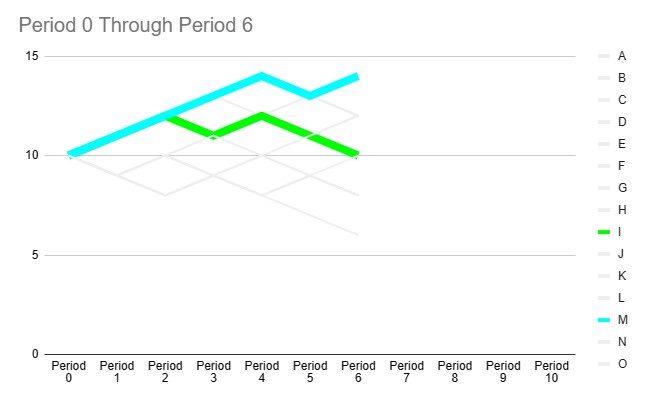 Period 0 Through Period 6
15
10
5
0
Period 0
Period 1
Period 2
Period 3
Period 4
Period 5
Period 6
Period 7
Period 8
Period 9
Period 10
A
B
C
D
E
F
G
H
I
J
K
L
M
N
O